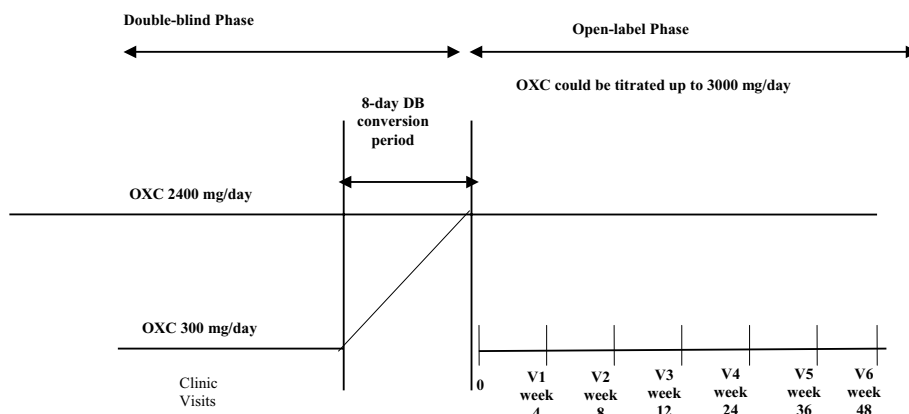 Double-blind Phase
Open-label Phase
OXC could be titrated up to 3000 mg/day
8-day DB
conversion
period
OXC 2400 mg/day
OXC 300 mg/day
Clinic
Visits
0
V1
week
4
V2
week
8
V3
week
12
V4
week
24
V5
week
36
V6
week
48